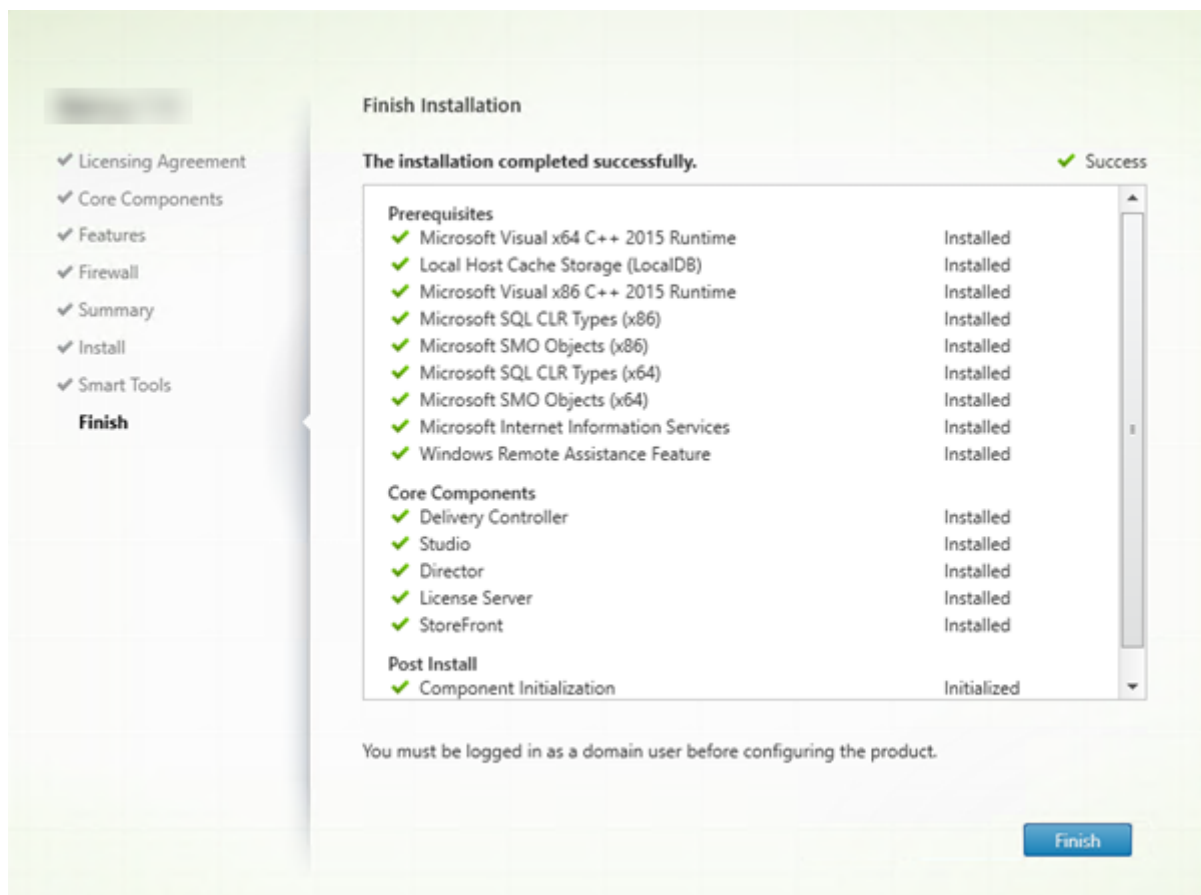 Licensing Agreement
Core Components
Features
Firewall
Summary
Install
Smart Tools
Finish
Finish Installation
The installation completed successfully. Success
Prerequisites
Microsoft Visual x64 C++ 2015 Runtime Installed
Local Host Cache Storage (LocalDB) Installed
Microsoft Visual x86 C++ 2015 Runtime Installed
Microsoft SQL CLR Types (x86) Installed
Microsoft SMO Objects (x86) Installed
Microsoft SQL CLR Types (x64) Installed
Microsoft SMO Objects (x64) Installed
Microsoft Internet Information Services Installed
Windows Remote Assistance Feature Installed
Core Components
Delivery Controller Installed
Studio Installed
Director Installed
License Server Installed
StoreFront Installed
Post Install
Component Initialization Initialized
You must be logged in as a domain user before configuring the product.
Finish